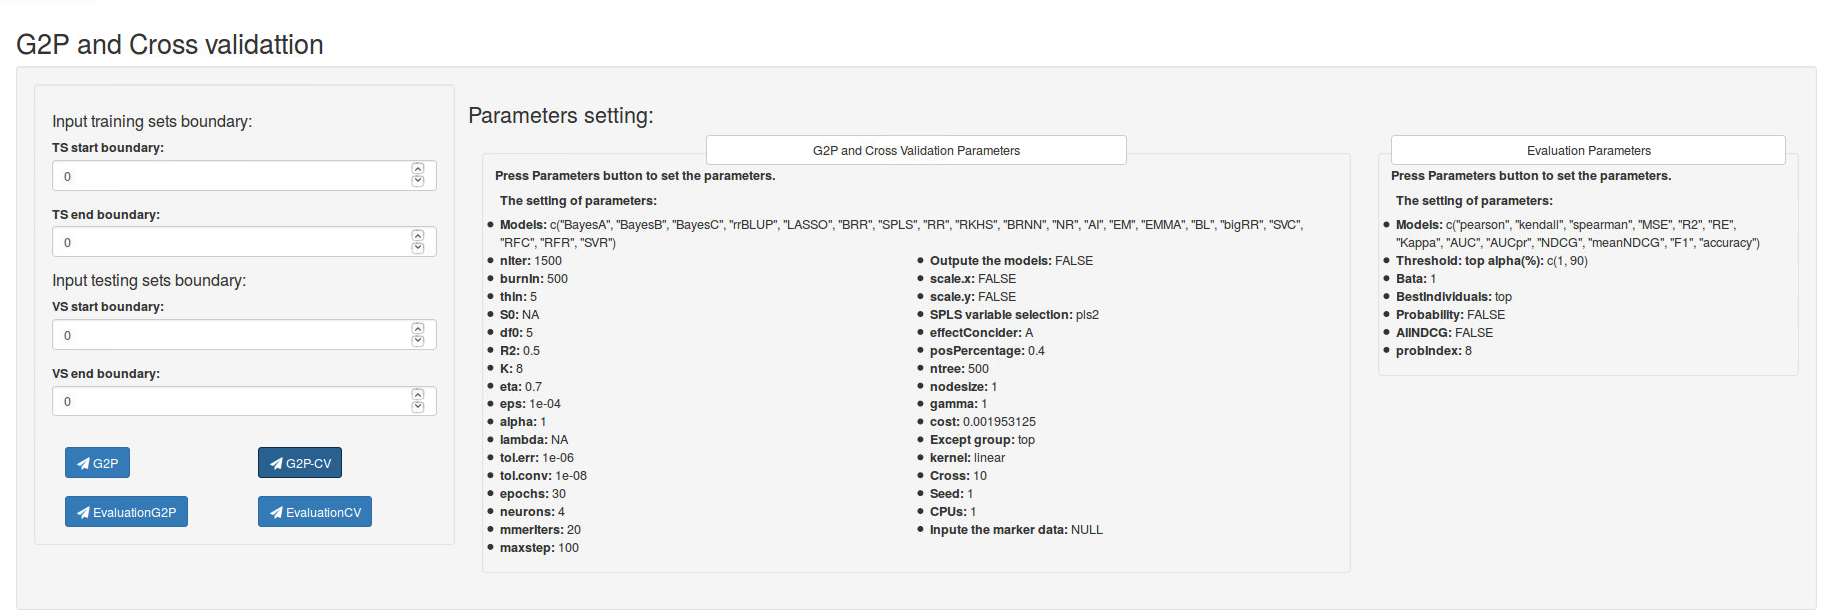 G2P and Cross validattion
Input training sets boundary:
TS start boundary:
0
TS end boundary:
0
Input testing sets boundary:
VS start boundary:
0
VS end boundary:
0
G2P
G2P-CV
EvaluationG2P
EvaluationCV
Parameters setting:
G2P and Cross Validation Parameters
Press Parameters button to set the parameters.
The setting of parameters:
Models: c("BayesA", "BayesB", "BayesC", "rrBLUP", "LASSO", "BRR", "SPLS", "RR", "RKHS", "BRNN", "NR", "AI", "EM", "EMMA", "BL", "bigRR", "SVC",
"RFC", "RFR", "SVR")
nIter: 1500
burnIn: 500
thin: 5
S0: NA
df0: 5
R2: 0.5
K: 8
eta: 0.7
eps: 1e-04
alpha: 1
lambda: NA
tol.err: 1e-06
tol.conv: 1e-08
epochs: 30
neurons: 4
mmerIters: 20
maxstep: 100
Outpute the models: FALSE
scale.x: FALSE
scale.y: FALSE
SPLS variable selection: pls2
effectConcider: A
posPercentage: 0.4
ntree: 500
nodesize: 1
gamma: 1
cost: 0.001953125
Except group: top
kernel: linear
Cross: 10
Seed: 1
CPUs: 1
Inpute the marker data: NULL
Evaluation Parameters
Press Parameters button to set the parameters.
The setting of parameters:
Models: c("pearson", "kendall", "spearman", "MSE", "R2", "RE",
"Kappa", "AUC", "AUCpr", "NDCG", "meanNDCG", "F1", "accuracy")
Threshold: top alpha(%): c(1, 90)
Bata: 1
BestIndividuals: top
Probability: FALSE
AllNDCG: FALSE
probIndex: 8